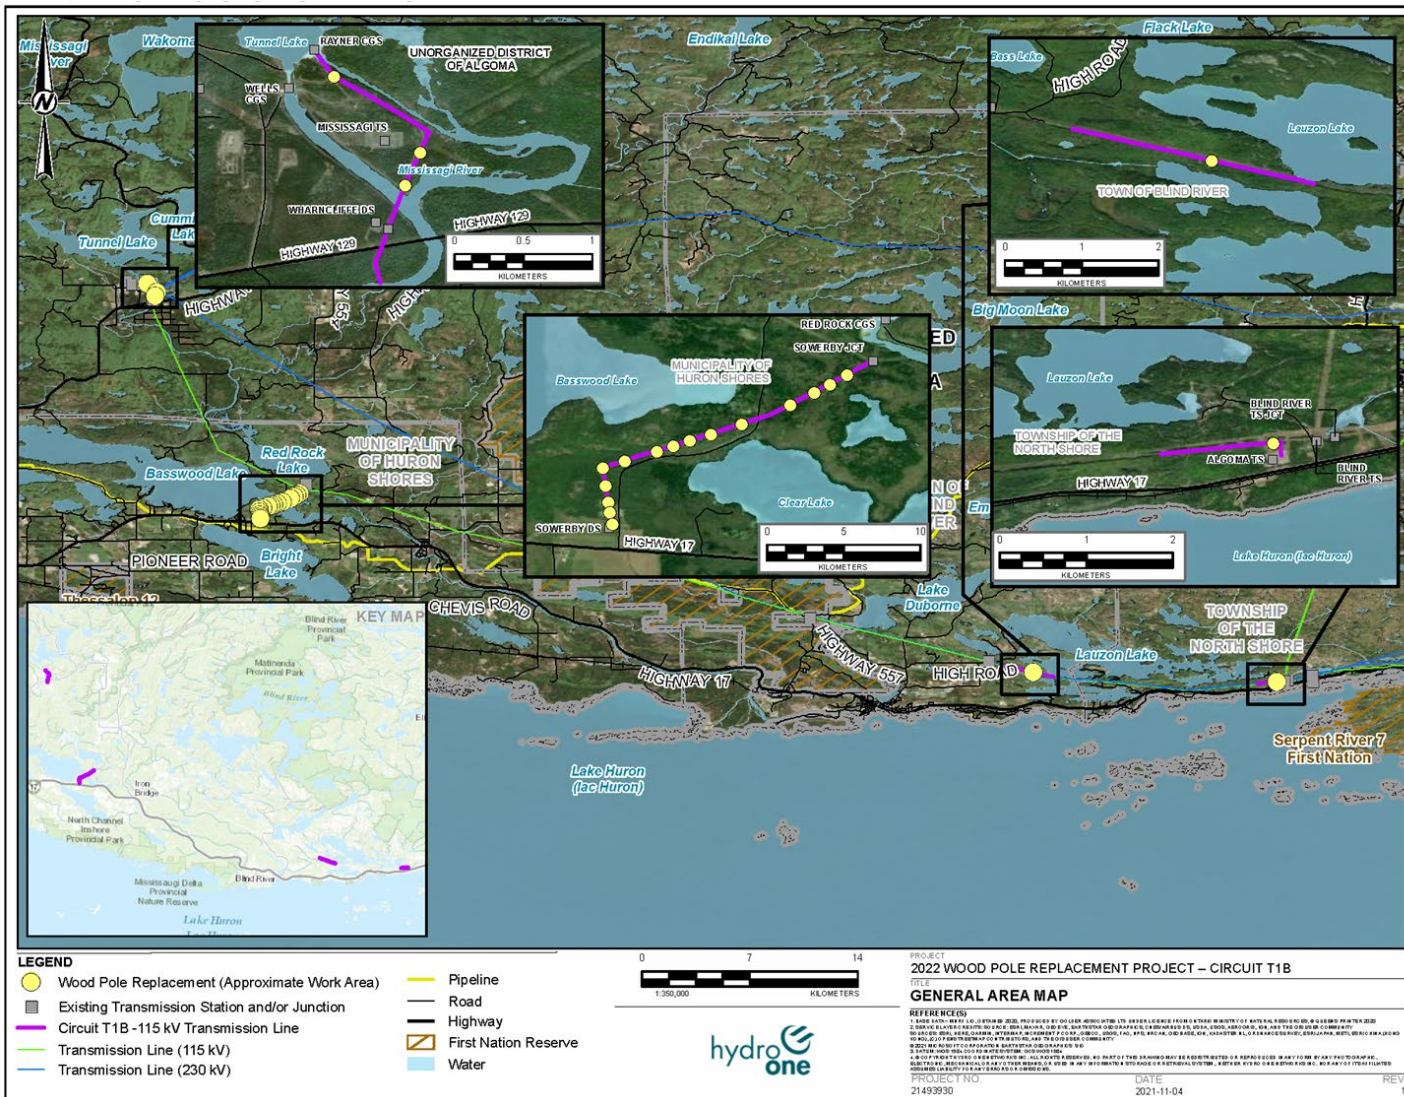 Wakoma
Tunnel Lake
RAYNER CGS
UNORGANIZED DISTRICT
OF ALGOMA
WELLS
CGS
MISSISSAGI TS
Mississagi River
WHARNCLIFFE DS
HIGHWAY 129
HIGHWAY 129
0 0.5 1
KILOMETERS
Endikai Lake
Flack Lake
Bass Lake
HIGH ROAD
Lauzon Lake
TOWN OF BLIND RIVER
0 1 2
KILOMETERS
N
Tunnel Lake
Big Moon Lake
RED ROCK CGS
SOWERBY JCT
MUNICIPALITY OF
HURON SHORES
Basswood Lake
Clear Lake
SOWERBY DS
HIGHWAY 17
0 5 10
KILOMETERS
Lauzon Lake
BLIND RIVER
TS JCT
TOWNSHIP OF THE
NORTH SHORE
ALGOMA TS
BLIND
RIVER TS
HIGHWAY 17
Lake Huron (lac Huron)
0 1 2
KILOMETERS
MUNICIPALITY
OF HURON
SHORES
Red Rock
Lake
Basswood Lake
PIONEER ROAD
Bright
Lake
CHEVIS ROAD
HIGHWAY 17
HIGHWAY 557
Lake
Duborne
HIGH ROAD
Lauzon Lake
TOWNSHIP
OF THE
NORTH SHORE
Serpent River 7
First Nation
Lake Huron
(lac Huron)
KEY MAP
Blind River
Provincial
Park
Matinenda
Provincial Park
Blind River
Iron
Bridge
North Channel
Inshore
Provincial Park
Mississaugi Delta
Provincial
Nature Reserve
Blind River
Lake Huron
LEGEND
Wood Pole Replacement (Approximate Work Area)
Existing Transmission Station and/or Junction
Circuit T1B -115 kV Transmission Line
Transmission Line (115 kV)
Transmission Line (230 kV)
Pipeline
Road
Highway
First Nation Reserve
Water
0 7 14
1:350,000 KILOMETERS
hydro
one
PROJECT
2022 WOOD POLE REPLACEMENT PROJECT – CIRCUIT T1B
TITLE
GENERAL AREA MAP
REFERENCE(S)
PROJECT NO. DATE REV
21493930 2021-11-04 1